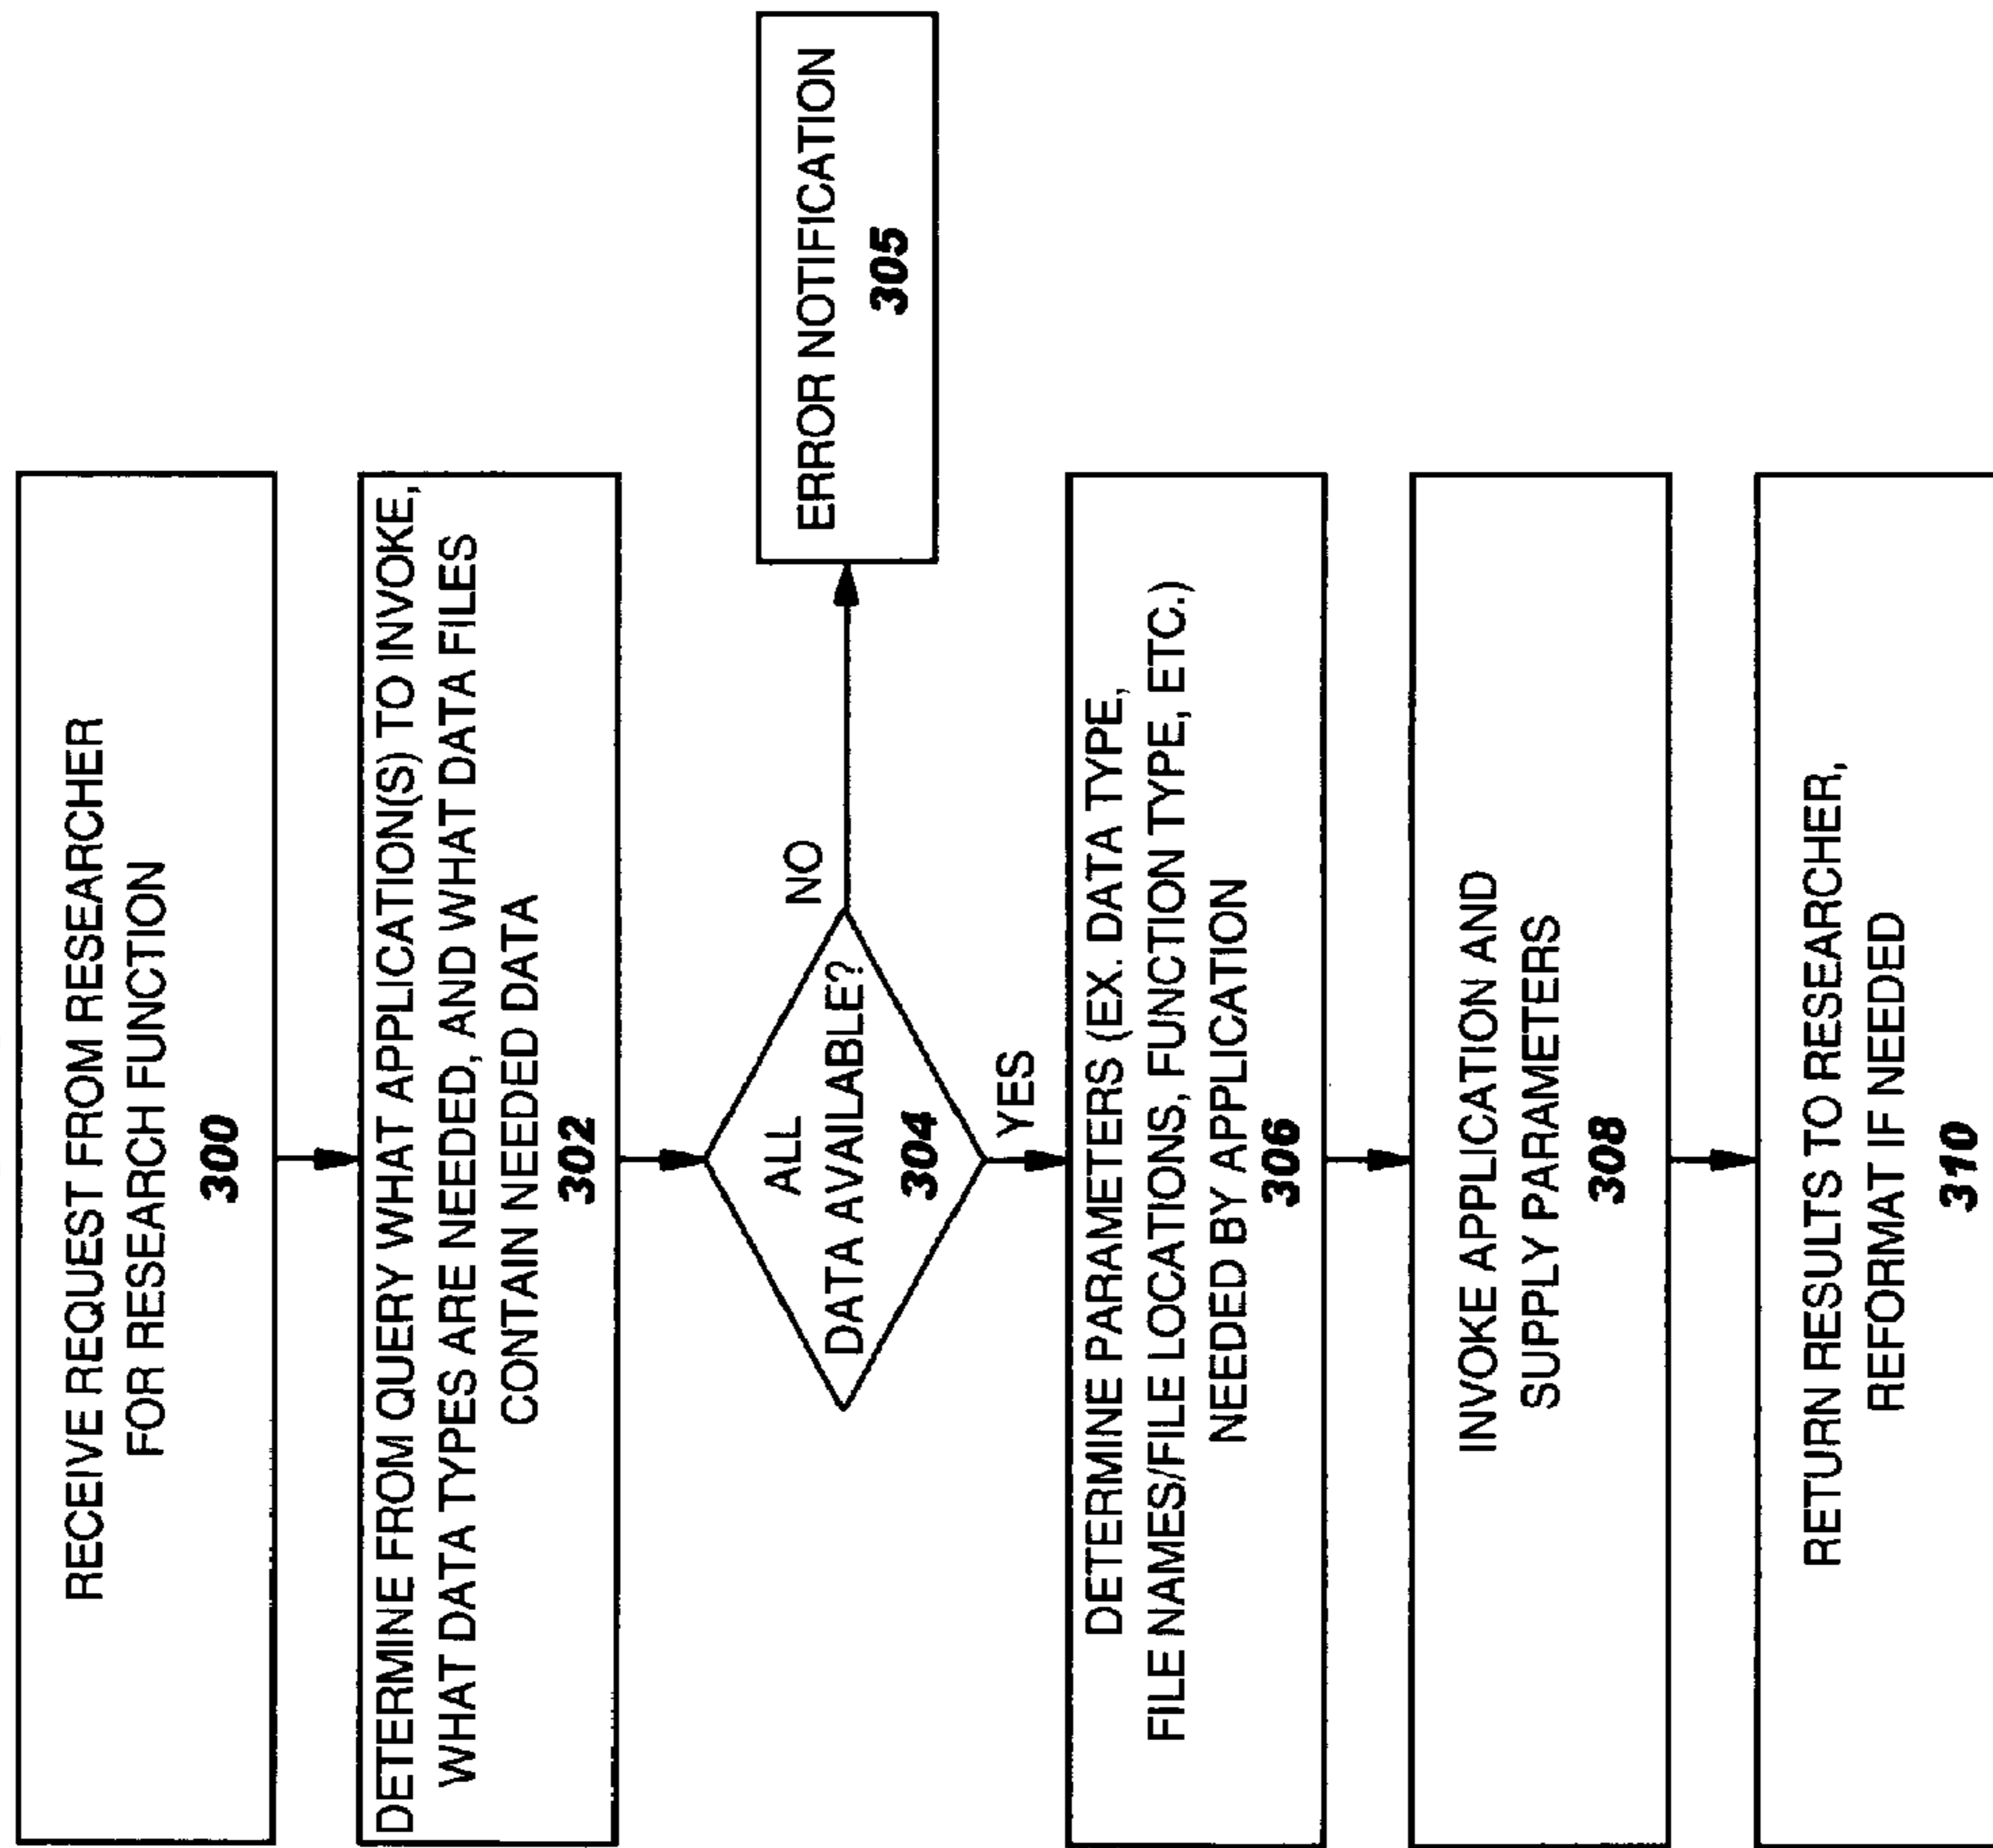 RECEIVE REQUEST FROM RESEARCHER
FOR RESEARCH FUNCTION
300
DETERMINE FROM QUERY WHAT APPLICATION(S) TO INVOKE,
WHAT DATA TYPES ARE NEEDED, AND WHAT DATA FILES
CONTAIN NEEDED DATA
302
ALL
DATA AVAILABLE?
304
NO
ERROR NOTIFICATION
305
YES
DETERMINE PARAMETERS (EX. DATA TYPE,
FILE NAMES/FILE LOCATIONS, FUNCTION TYPE, ETC.)
NEEDED BY APPLICATION
306
INVOKE APPLICATION AND
SUPPLY PARAMETERS
308
RETURN RESULTS TO RESEARCHER,
REFORMAT IF NEEDED
310